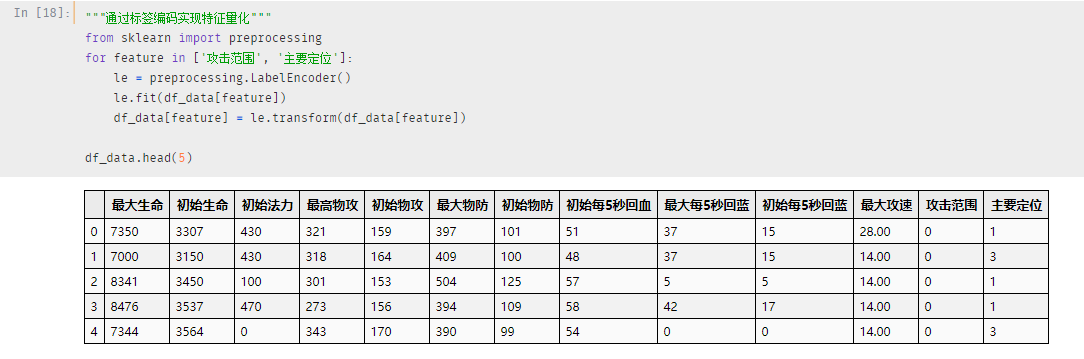 In [18]:
"""通过标签编码实现特征量化"""
from sklearn import preprocessing
for feature in ['攻击范围', '主要定位']:
    le = preprocessing.LabelEncoder()
    le.fit(df_data[feature])
    df_data[feature] = le.transform(df_data[feature])
df_data.head(5)
最大生命 初始生命 初始法力 最高物攻 初始物攻 最大物防 初始物防 初始每5秒回血 最大每5秒回蓝 初始每5秒回蓝 最大攻速 攻击范围 主要定位
0 7350 3307 430 321 159 397 101 51 37 15 28.00 0 1
1 7000 3150 430 318 164 409 100 48 37 15 14.00 0 3
2 8341 3450 100 301 153 504 125 57 5 5 14.00 0 1
3 8476 3537 470 273 156 394 109 58 42 17 14.00 0 1
4 7344 3564 0 343 170 390 99 54 0 0 14.00 0 3